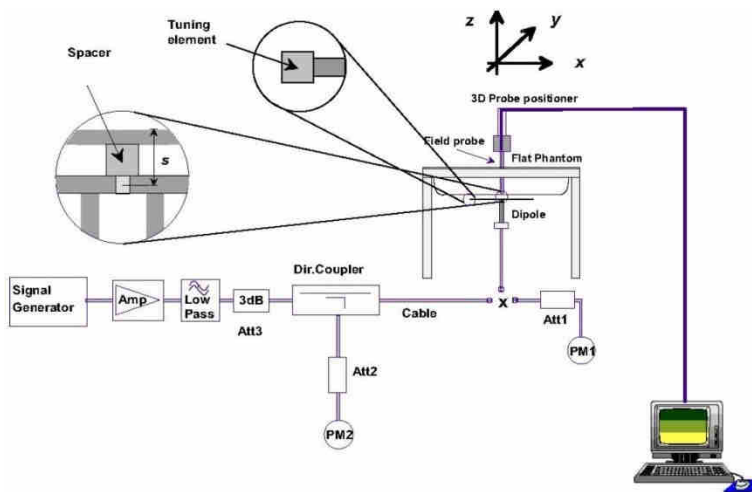 Tuning
element
Spacer
s
z
y
x
3D Probe positioner
Field probe
Flat Phantom
Dipole
Signal
Generator
Amp
Low
Pass
3dB
Att3
Dir.Coupler
Cable
x
Att1
PM1
Att2
PM2